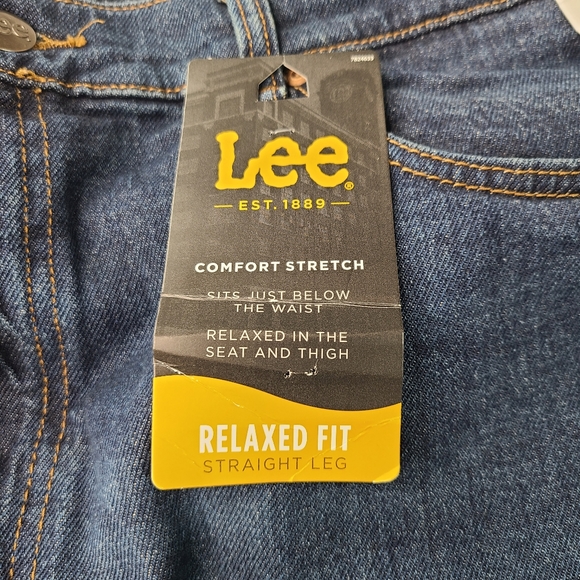 7924699
Lee®
EST. 1889
COMFORT STRETCH
SITS JUST BELOW
THE WAIST
RELAXED IN THE
SEAT AND THIGH
RELAXED FIT
STRAIGHT LEG